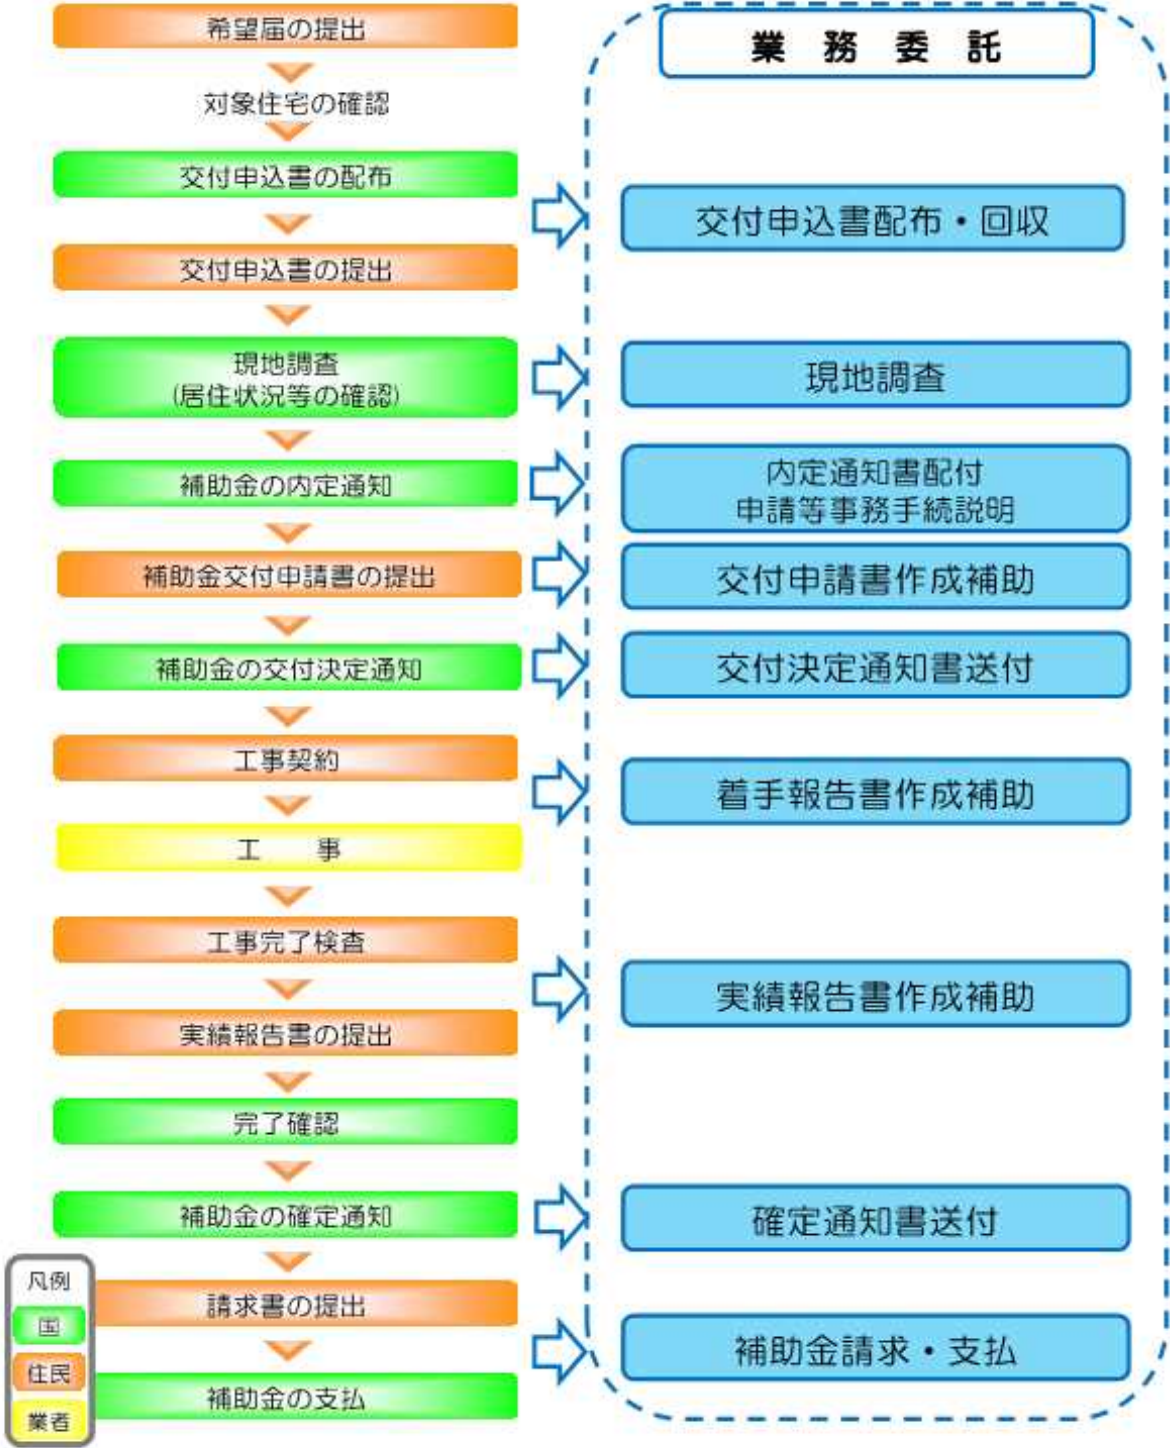 希望届の提出
対象住宅の確認
交付申込書の配布
交付申込書の提出
現地調査
(居住状況等の確認)
補助金の内定通知
補助金交付申請書の提出
補助金の交付決定通知
工事契約
工　事
工事完了検査
実績報告書の提出
完了確認
補助金の確定通知
請求書の提出
補助金の支払
凡例
国
住民
業者
業 務 委 託
交付申込書配布・回収
現地調査
内定通知書配付
申請等事務手続説明
交付申請書作成補助
交付決定通知書送付
着手報告書作成補助
実績報告書作成補助
確定通知書送付
補助金請求・支払